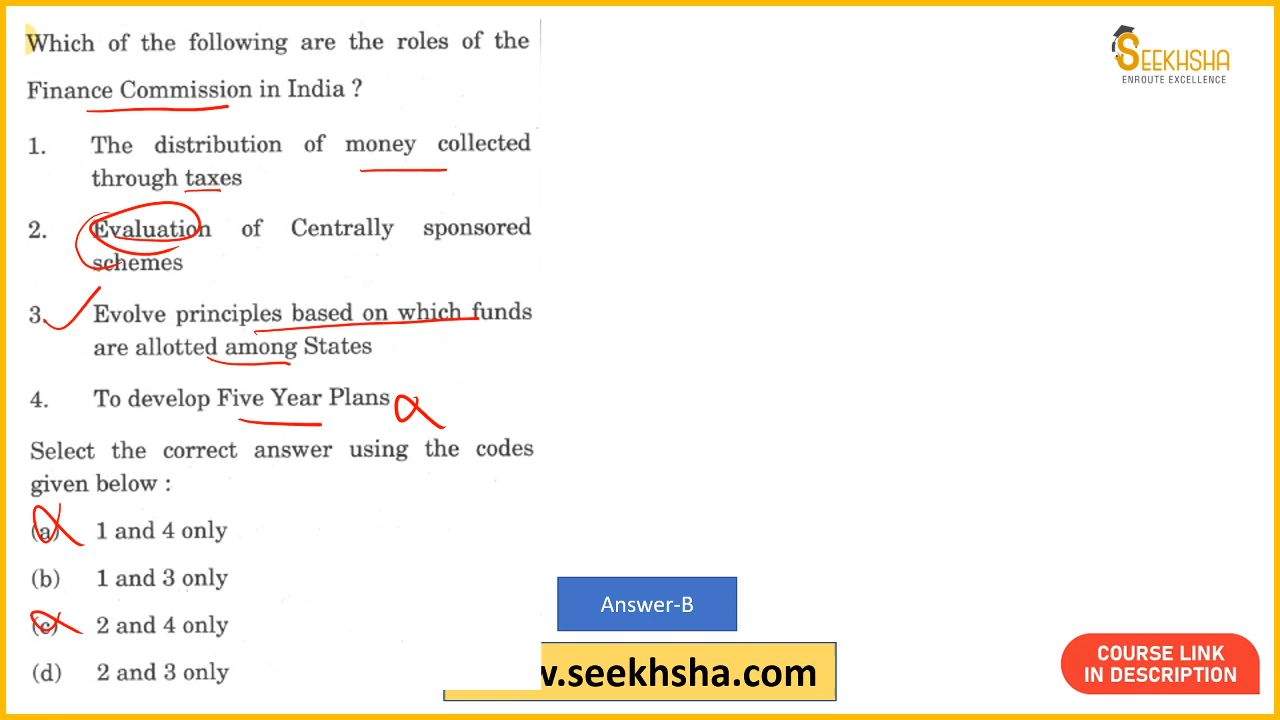 Which of the following are the roles of the
Finance Commission in India ?
1. The distribution of money collected
through taxes
2. Evaluation of Centrally sponsored
schemes
3. Evolve principles based on which funds
are allotted among States
4. To develop Five Year Plans
Select the correct answer using the codes
given below :
(a) 1 and 4 only
(b) 1 and 3 only
(c) 2 and 4 only
(d) 2 and 3 only
SEEKHSHA
ENROUTE EXCELLENCE
Answer-B
w.seekhsha.com
COURSE LINK
IN DESCRIPTION